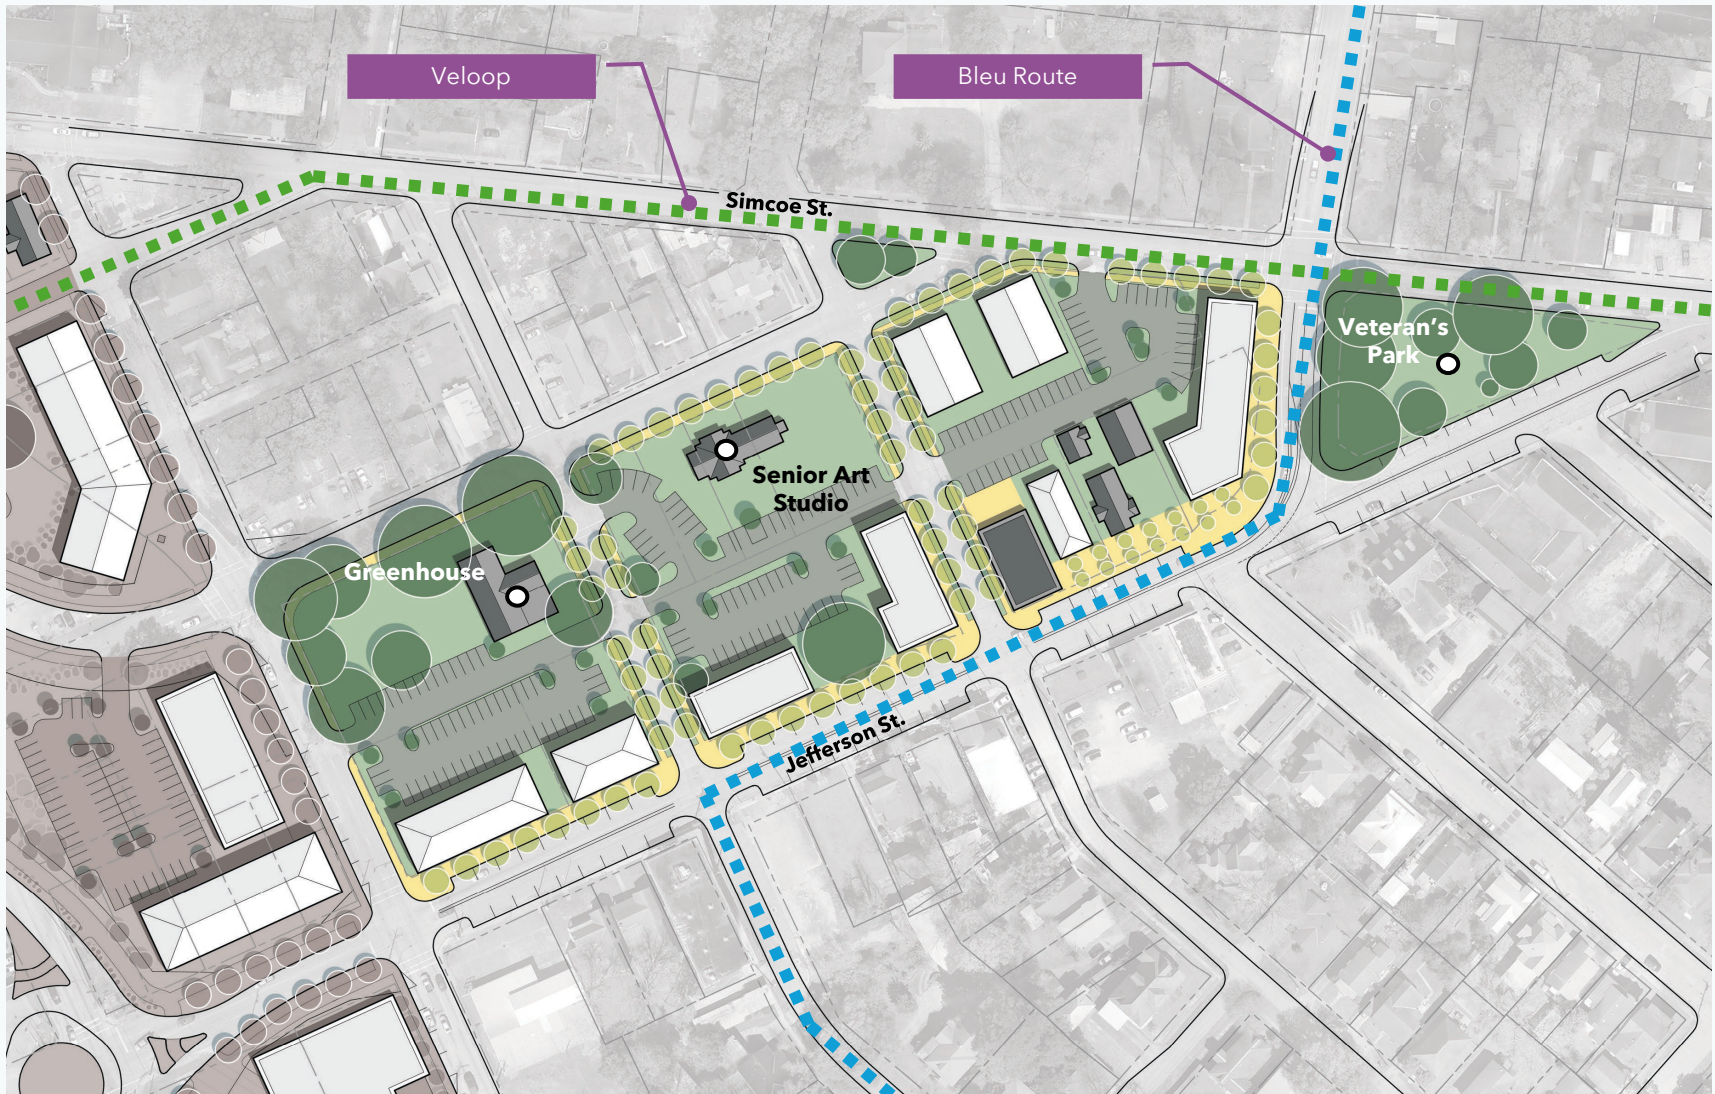 Veloop
Bleu Route
Simcoe St.
Veteran's
Park
Senior Art
Studio
Greenhouse
Jefferson St.